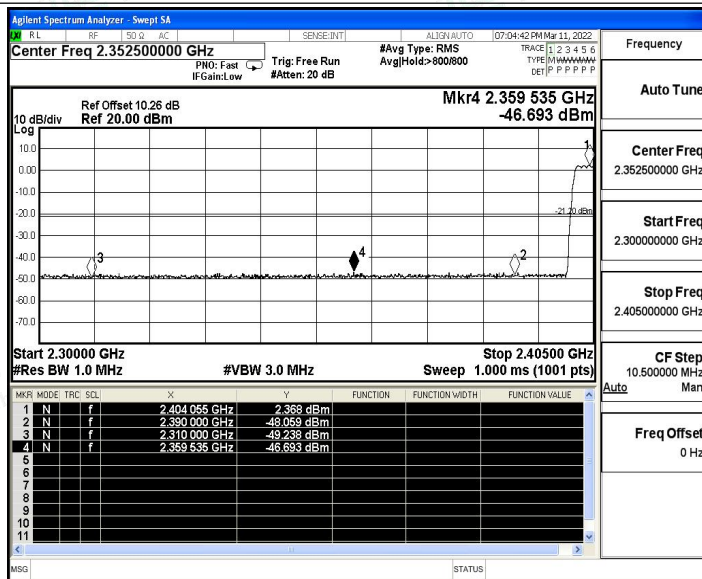 Agilent Spectrum Analyzer - Swept SA
LXI RL RF 50 Ω AC SENSE:INT ALIGN AUTO 07:04:42 PM Mar 11, 2022
Center Freq 2.352500000 GHz
PNO: Fast
IFGain:Low
Trig: Free Run
#Atten: 20 dB
#Avg Type: RMS
Avg|Hold:>800/800
TRACE 1 2 3 4 5 6
TYPE M W W W W W
DET P P P P P P
Ref Offset 10.26 dB
10 dB/div Ref 20.00 dBm
Log
Mkr4 2.359 535 GHz
-46.693 dBm
10.0
0.00
-10.0
-20.0
-30.0
-40.0
-50.0
-60.0
-70.0
1
2
3
4
-21.20 dBm
Start 2.30000 GHz Stop 2.40500 GHz
#Res BW 1.0 MHz #VBW 3.0 MHz Sweep 1.000 ms (1001 pts)
MKR MODE TRC SCL X Y FUNCTION FUNCTION WIDTH FUNCTION VALUE
1 N f 2.404 055 GHz 2.368 dBm
2 N f 2.390 000 GHz -48.059 dBm
3 N f 2.310 000 GHz -49.238 dBm
4 N f 2.359 535 GHz -46.693 dBm
5
6
7
8
9
10
11
MSG STATUS
Frequency
Auto Tune
Center Freq
2.352500000 GHz
Start Freq
2.300000000 GHz
Stop Freq
2.405000000 GHz
CF Step
10.500000 MHz
Auto Man
Freq Offset
0 Hz